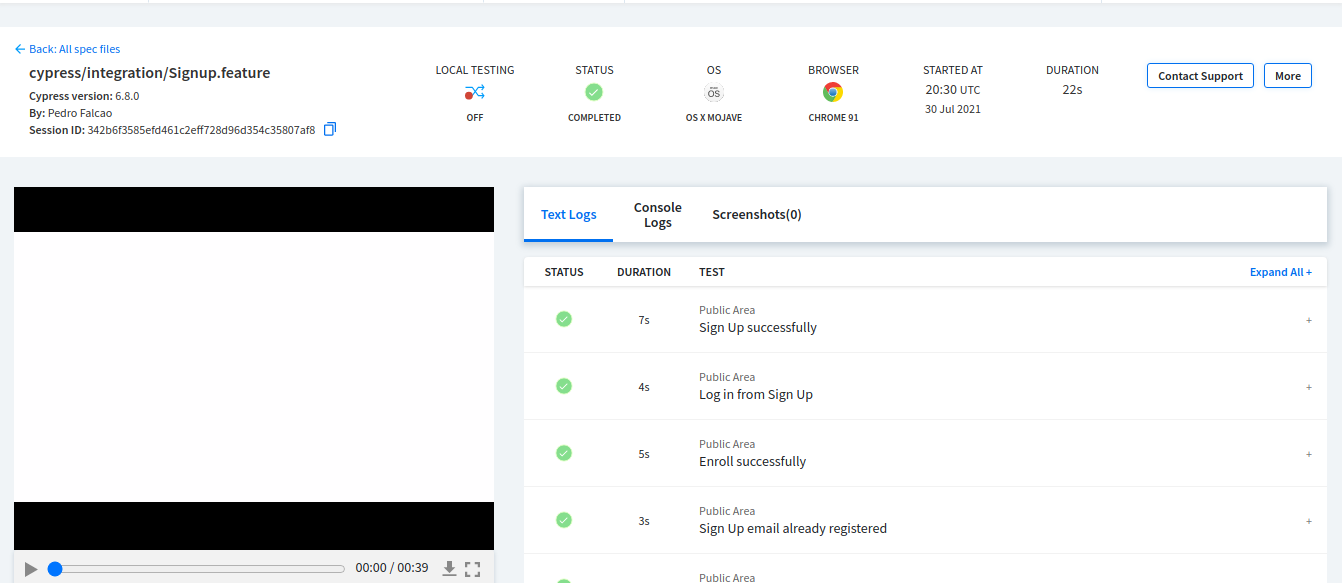 Back: All spec files
cypress/integration/Signup.feature
Cypress version: 6.8.0
By: Pedro Falcao
Session ID: 342b6f3585efd461c2eff728d96d354c35807af8
LOCAL TESTING
OFF
STATUS
COMPLETED
OS
OS
OS X MOJAVE
BROWSER
CHROME 91
STARTED AT
20:30 UTC
30 Jul 2021
DURATION
22s
Contact Support
More
00:00 / 00:39
Text Logs
Console
Logs
Screenshots(0)
STATUS DURATION TEST Expand All +
Public Area
7s Sign Up successfully +
Public Area
4s Log in from Sign Up +
Public Area
5s Enroll successfully +
Public Area
3s Sign Up email already registered +
Public Area